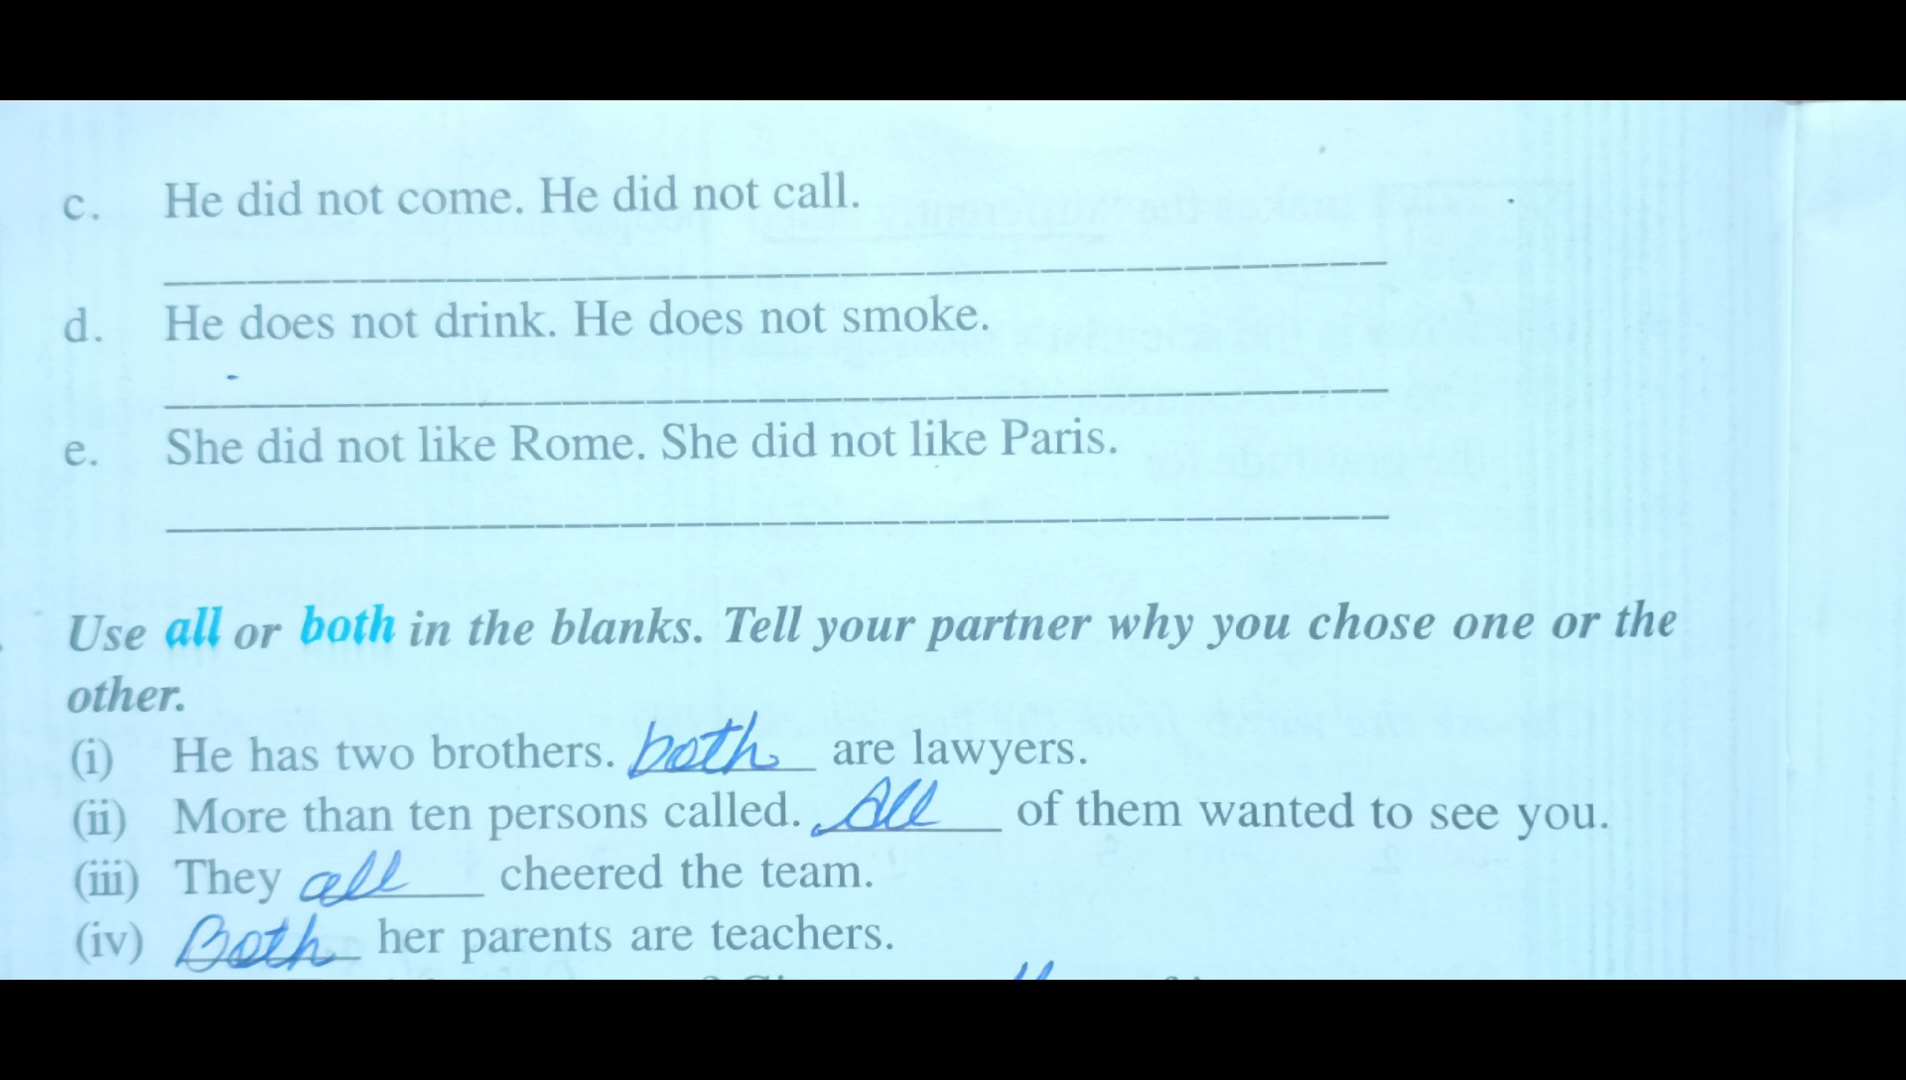 c. He did not come. He did not call.
d. He does not drink. He does not smoke.
e. She did not like Rome. She did not like Paris.
Use all or both in the blanks. Tell your partner why you chose one or the
other.
(i) He has two brothers. both are lawyers.
(ii) More than ten persons called. All of them wanted to see you.
(iii) They all cheered the team.
(iv) Both her parents are teachers.